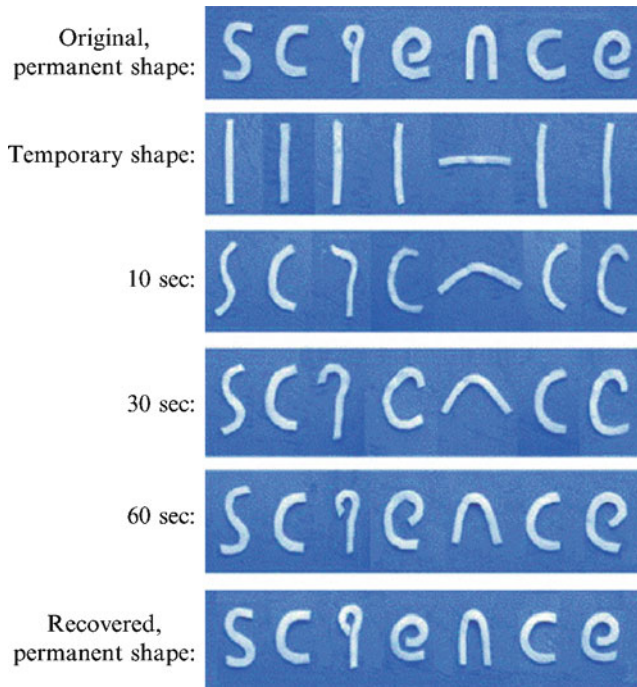 Original,
permanent shape:
science
Temporary shape:
10 sec:
30 sec:
60 sec:
science
Recovered,
permanent shape:
science